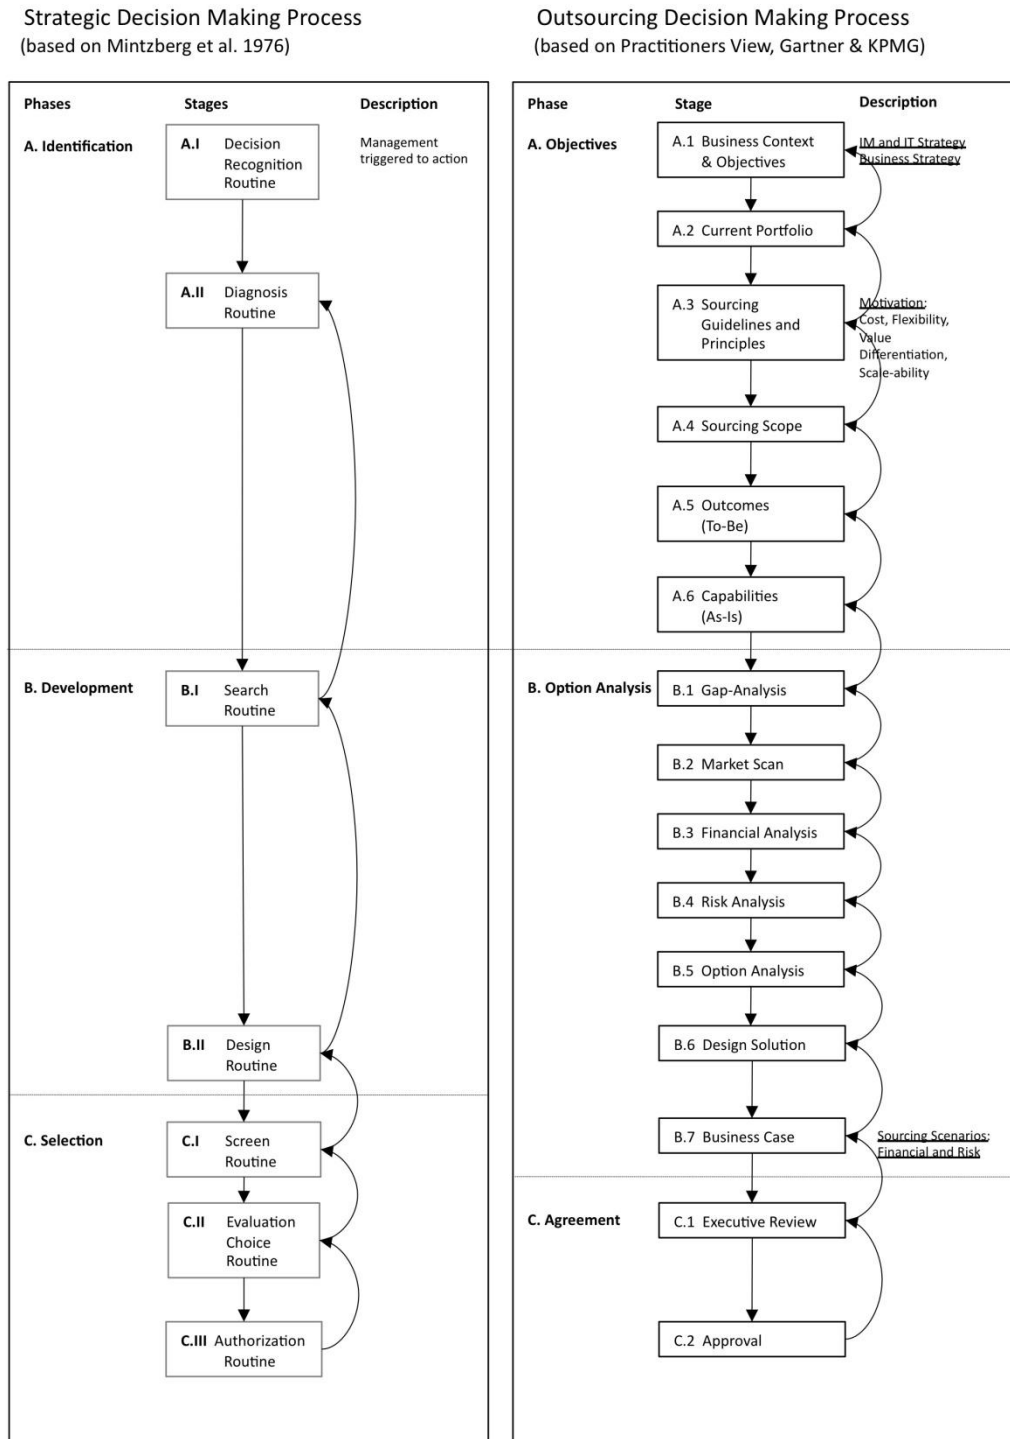 Strategic Decision Making Process
(based on Mintzberg et al. 1976)
Phases
Stages
Description
A. Identification
A.I Decision
Recognition
Routine
Management
triggered to action
A.II Diagnosis
Routine
B. Development
B.I Search
Routine
B.II Design
Routine
C. Selection
C.I Screen
Routine
C.II Evaluation
Choice
Routine
C.III Authorization
Routine
Outsourcing Decision Making Process
(based on Practitioners View, Gartner & KPMG)
Phase
Stage
Description
A. Objectives
A.1 Business Context
& Objectives
IM and IT Strategy
Business Strategy
A.2 Current Portfolio
A.3 Sourcing
Guidelines and
Principles
Motivation:
Cost, Flexibility,
Value
Differentiation,
Scale-ability
A.4 Sourcing Scope
A.5 Outcomes
(To-Be)
A.6 Capabilities
(As-Is)
B. Option Analysis
B.1 Gap-Analysis
B.2 Market Scan
B.3 Financial Analysis
B.4 Risk Analysis
B.5 Option Analysis
B.6 Design Solution
B.7 Business Case
Sourcing Scenarios:
Financial and Risk
C. Agreement
C.1 Executive Review
C.2 Approval